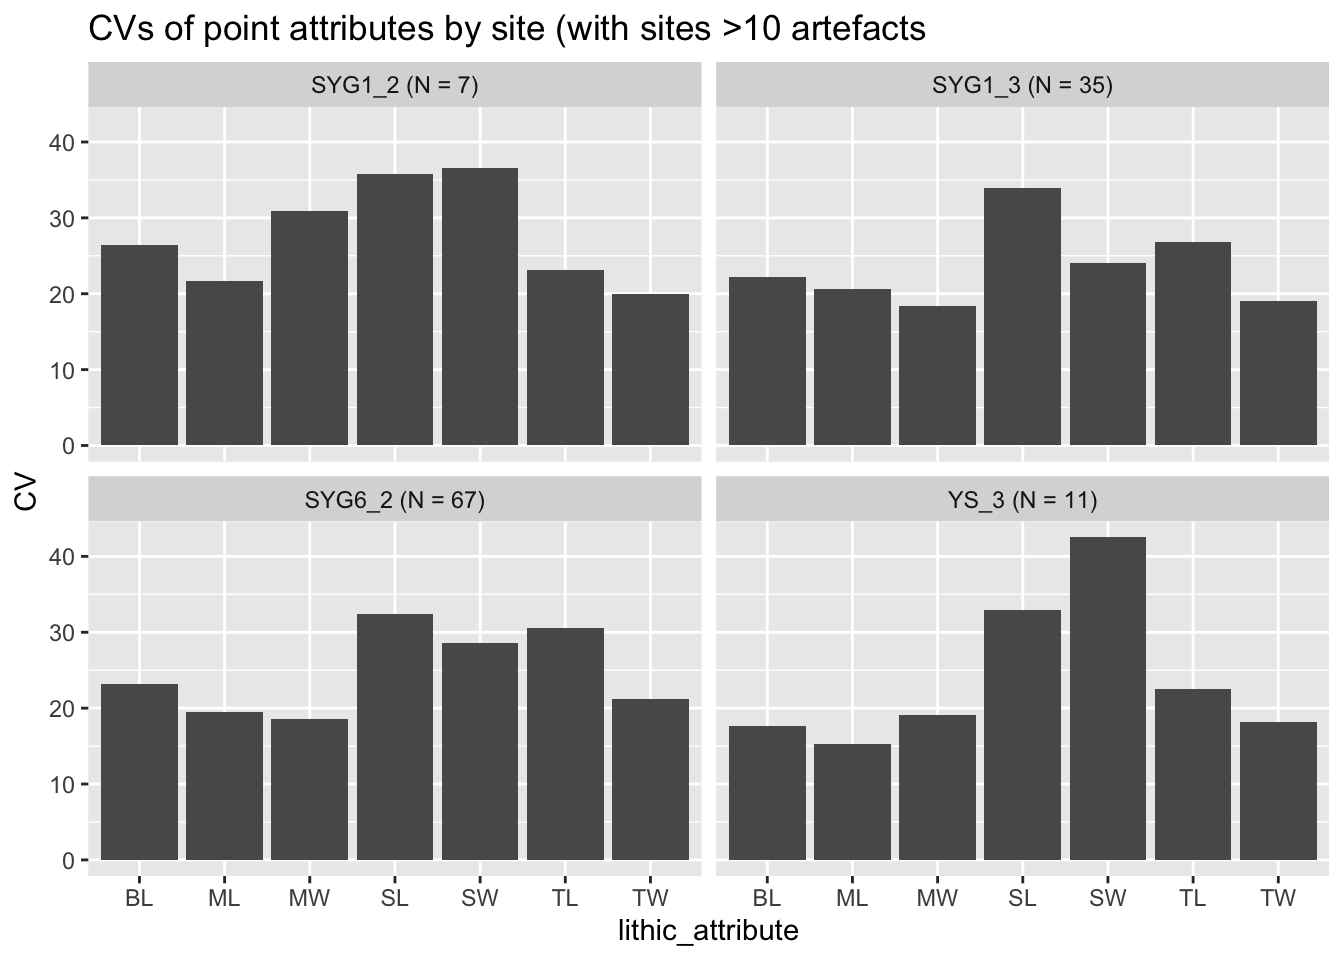 CVs of point attributes by site (with sites >10 artefacts
SYG1_2 (N = 7)
SYG1_3 (N = 35)
40
30
20
10
0
CV
SYG6_2 (N = 67)
YS_3 (N = 11)
40
30
20
10
0
BL ML MW SL SW TL TW
BL ML MW SL SW TL TW
lithic_attribute